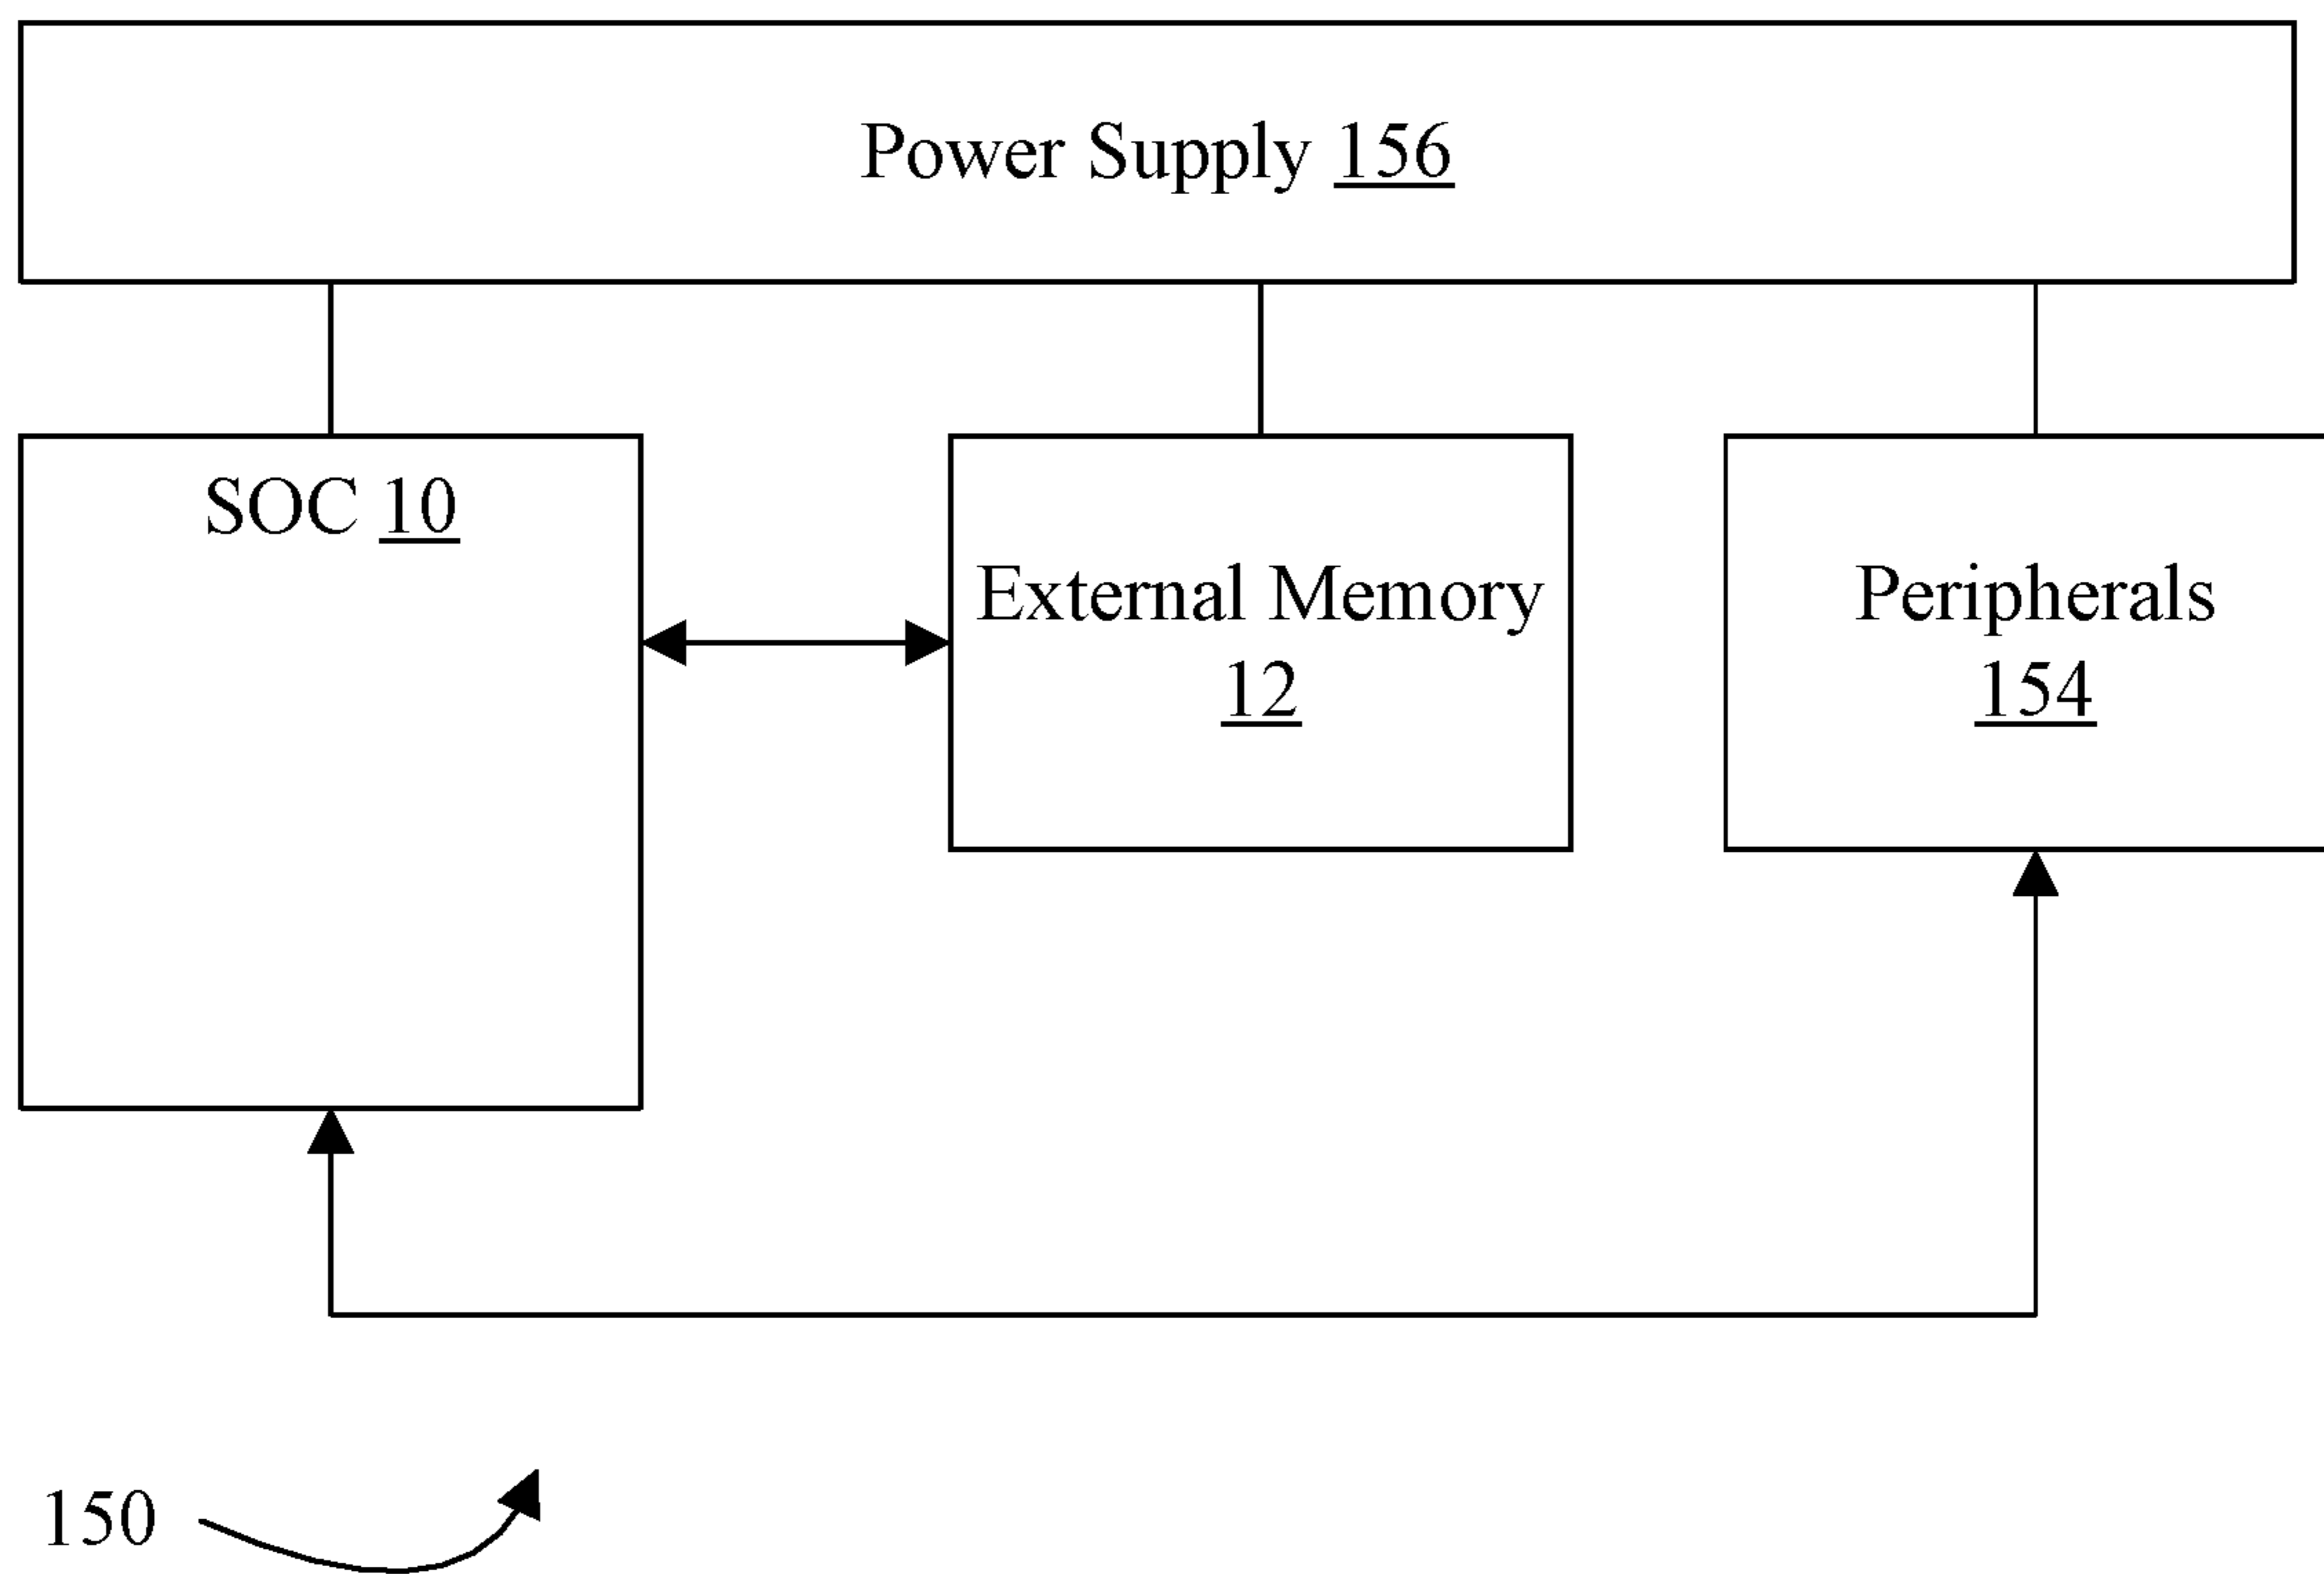 Power Supply 156
SOC 10
External Memory
12
Peripherals
154
150